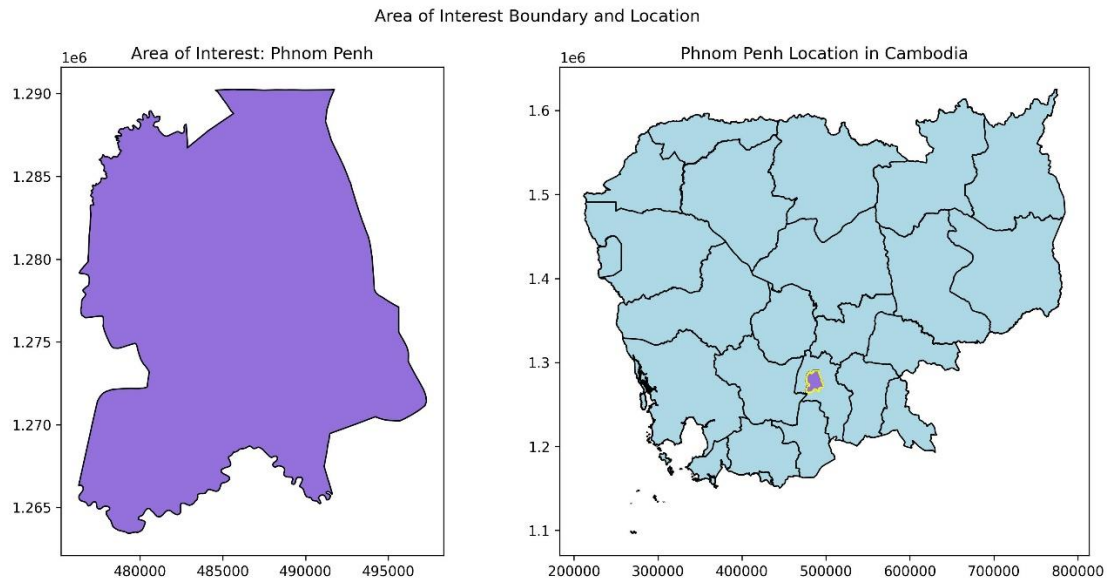 Area of Interest Boundary and Location
Area of Interest: Phnom Penh
1e6
1.290
1.285
1.280
1.275
1.270
1.265
480000 485000 490000 495000
Phnom Penh Location in Cambodia
1e6
1.6
1.5
1.4
1.3
1.2
1.1
200000 300000 400000 500000 600000 700000 800000